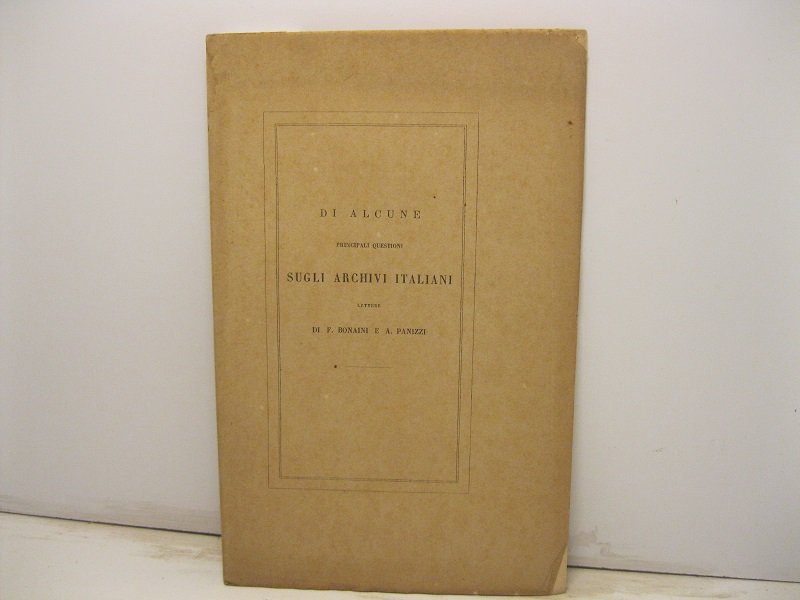 DI ALCUNE
PRINCIPALI QUESTIONI
SUGLI ARCHIVI ITALIANI
LETTERE
DI F. BONAINI E A. PANIZZI